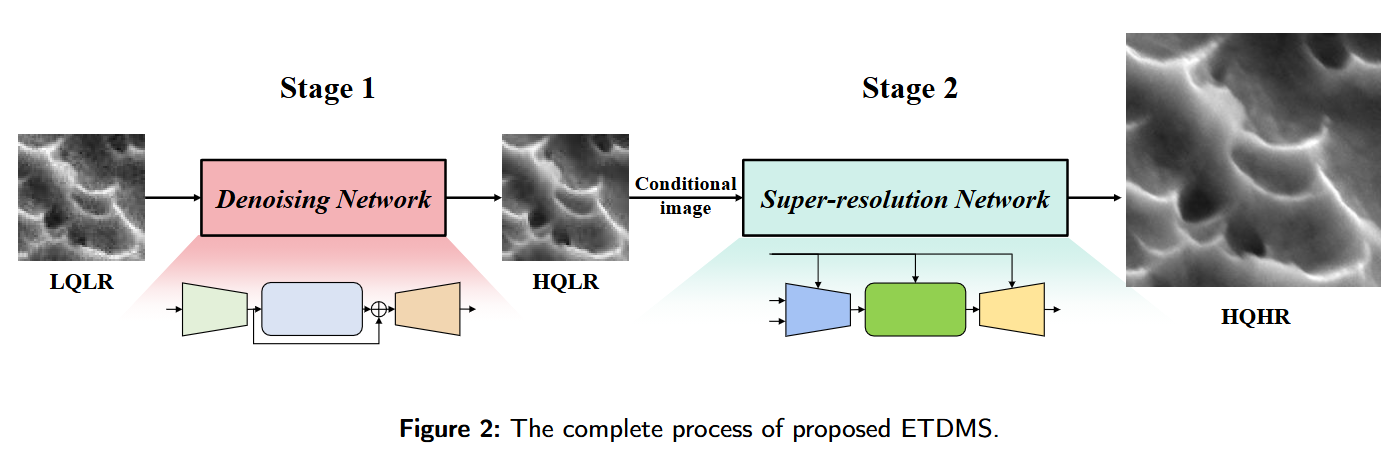 Stage 1
Stage 2
LQLR
Denoising Network
HQLR
Conditional
image
Super-resolution Network
HQHR
Figure 2: The complete process of proposed ETDMS.